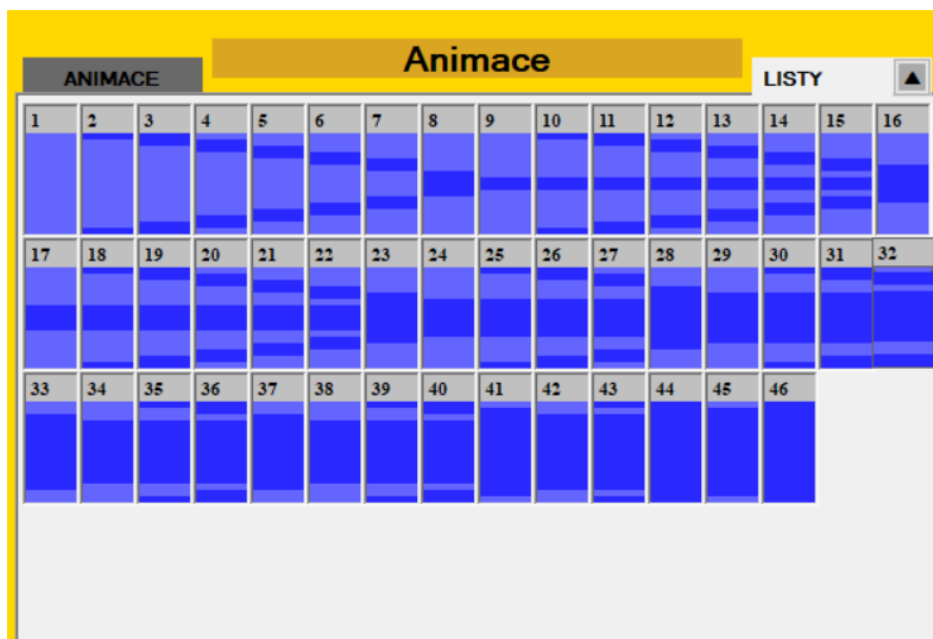 Animace
ANIMACE
LISTY
1 2 3 4 5 6 7 8 9 10 11 12 13 14 15 16
17 18 19 20 21 22 23 24 25 26 27 28 29 30 31 32
33 34 35 36 37 38 39 40 41 42 43 44 45 46